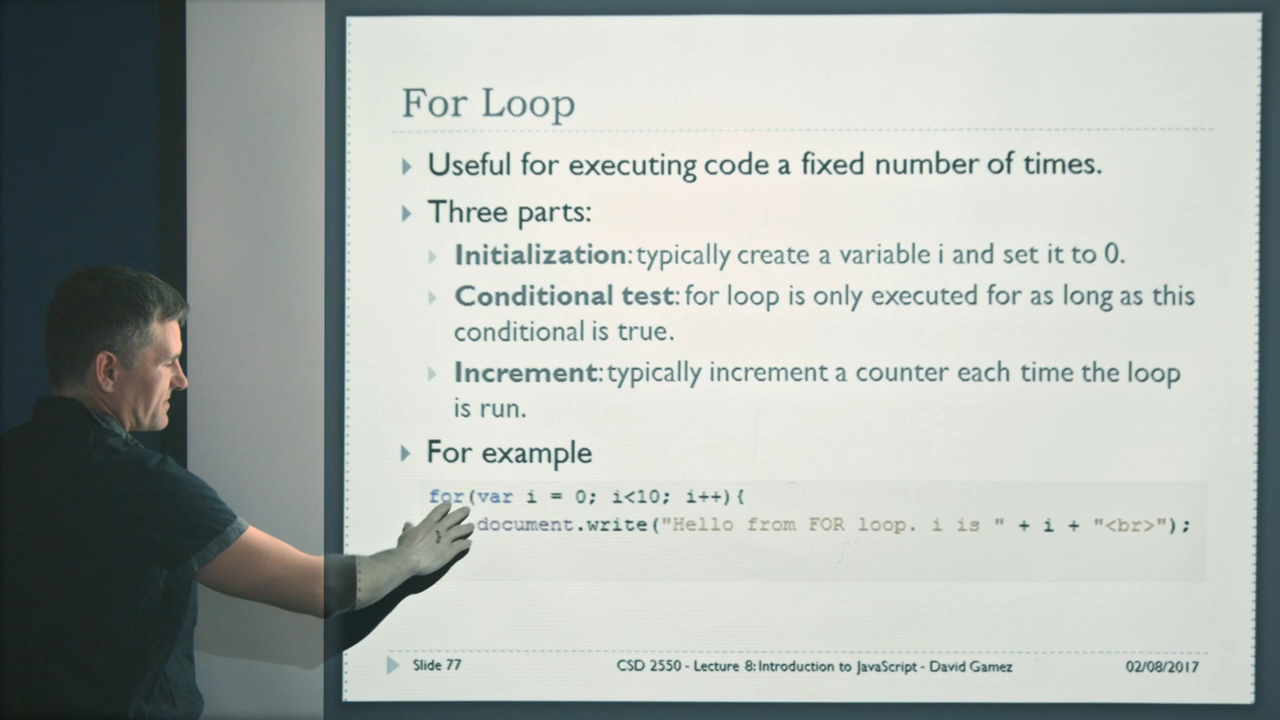 For Loop
Useful for executing code a fixed number of times.
Three parts:
Initialization: typically create a variable i and set it to 0.
Conditional test: for loop is only executed for as long as this
conditional is true.
Increment: typically increment a counter each time the loop
is run.
For example
for(var i = 0; i<10; i++){
document.write("Hello from FOR loop. i is " + i + "<br>");
Slide 77
CSD 2550 - Lecture 8: Introduction to JavaScript - David Gamez
02/08/2017